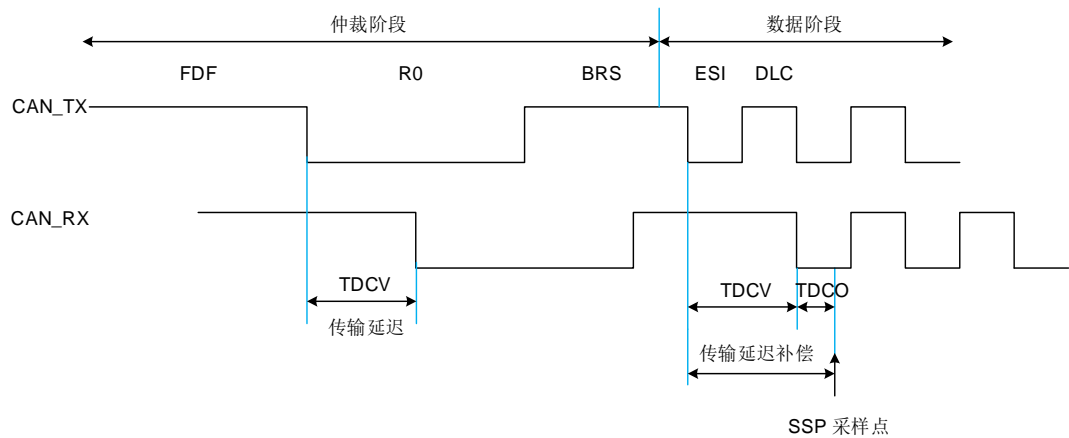 仲裁阶段 数据阶段
FDF R0 BRS ESI DLC
CAN_TX
CAN_RX
TDCV TDCV TDCO
传输延迟 传输延迟补偿
SSP 采样点